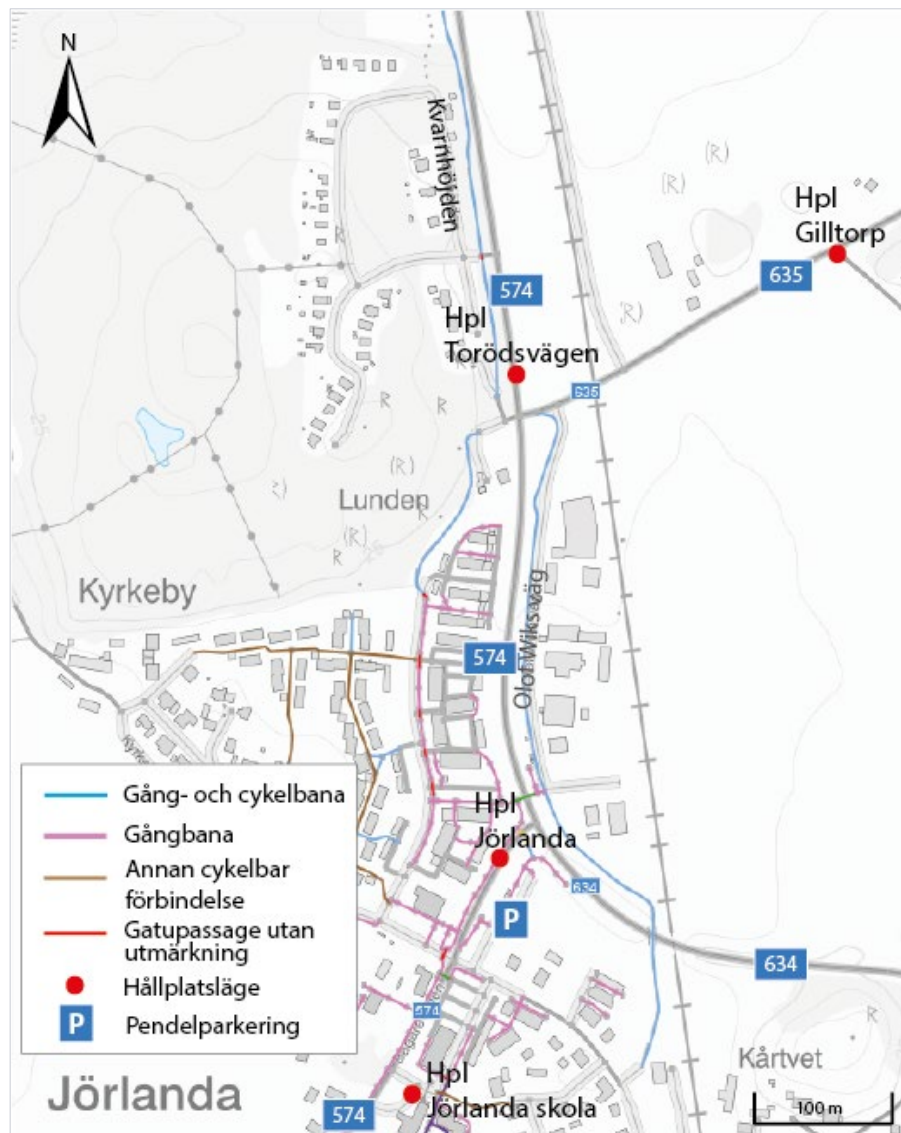 N
Kvarnhöjden
(R)
(R)
Hpl
Gilltorp
R
635
574
Hpl
Torödsvägen
(R)
635
R
R
(R)
Lunden
R
(R)
R
Kyrkeby
574
Olof Wiks väg
Gång- och cykelbana
Gångbana
Annan cykelbar
förbindelse
Gatupassage utan
utmärkning
Hållplatsläge
P
Pendelparkering
Hpl
Jörlanda
634
P
634
574
R
Kårtvet
Jörlanda
Hpl
Jörlanda skola
574
100 m